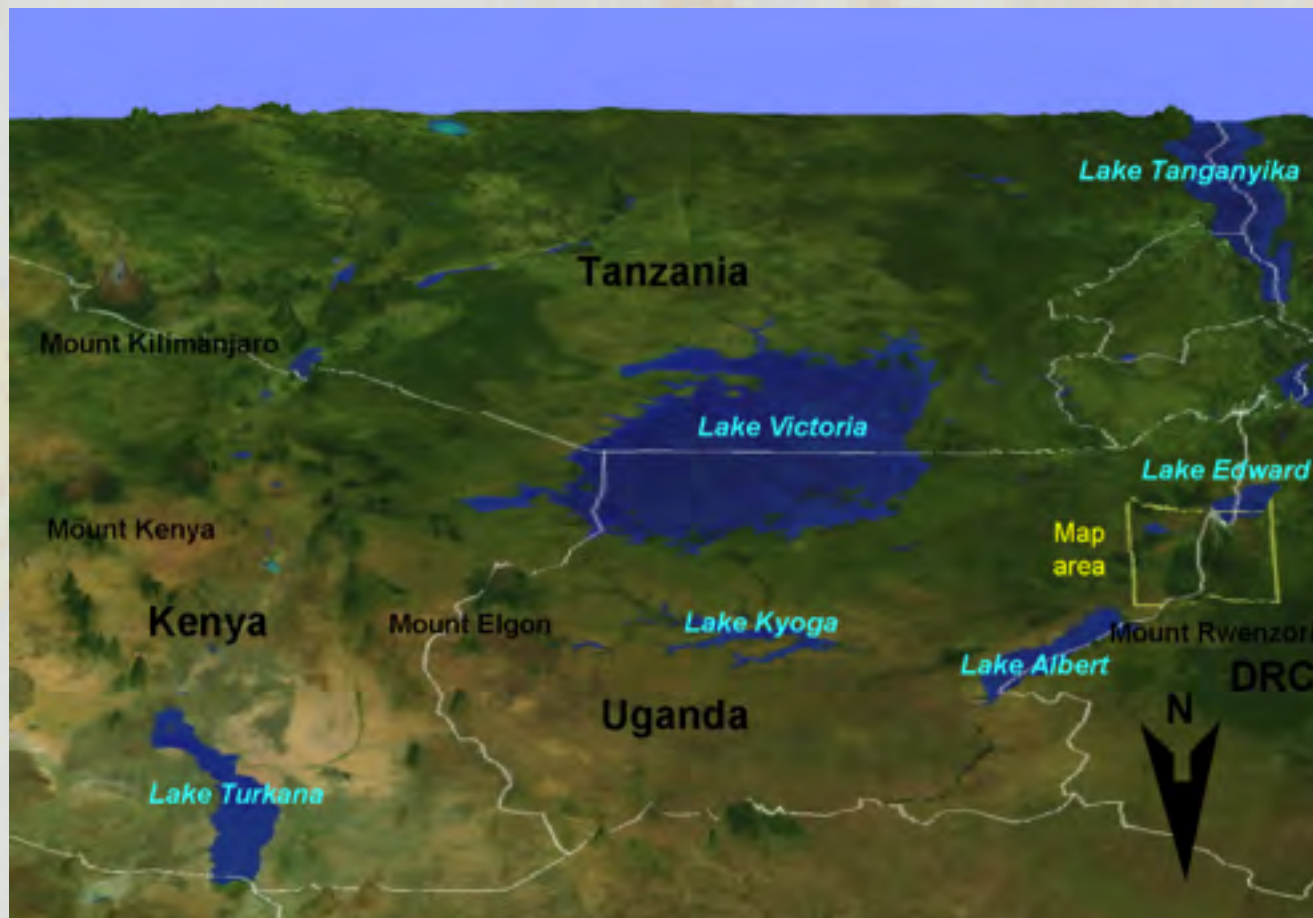 Lake Tanganyika
Tanzania
Mount Kilimanjaro
Lake Victoria
Lake Edward
Mount Kenya
Map
area
Kenya
Mount Elgon
Lake Kyoga
Mount Rwenzori
Lake Albert
DRC
Uganda
N
Lake Turkana